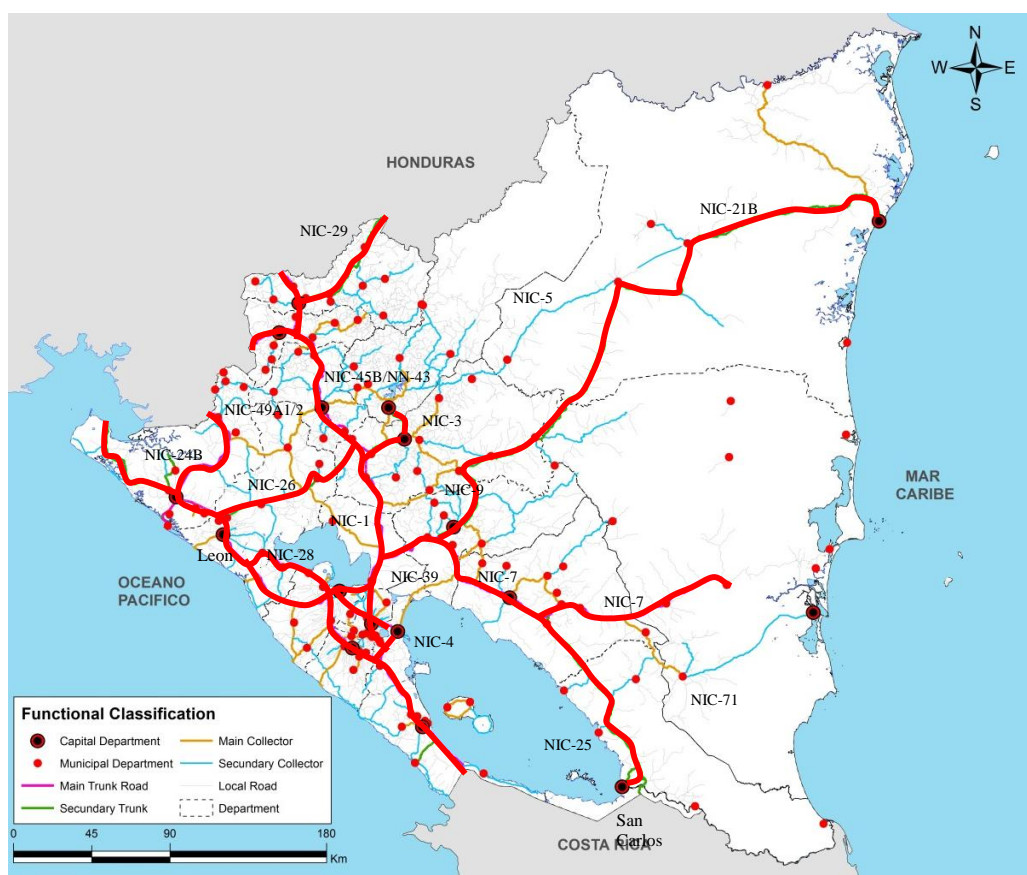 N
W E
S
HONDURAS
NIC-21B
NIC-29
NIC-5
NIC-45B/NN-43
NIC-49A1/2
NIC-3
NIC-24B
NIC-26
NIC-9
MAR
CARIBE
NIC-1
Leon
NIC-28
OCEANO
PACIFICO
NIC-39
NIC-7
NIC-7
NIC-4
NIC-71
NIC-25
San
Carlos
COSTA RICA
Functional Classification
Capital Department
Main Collector
Municipal Department
Secundary Collector
Main Trunk Road
Local Road
Secundary Trunk
Department
0 45 90 180
Km